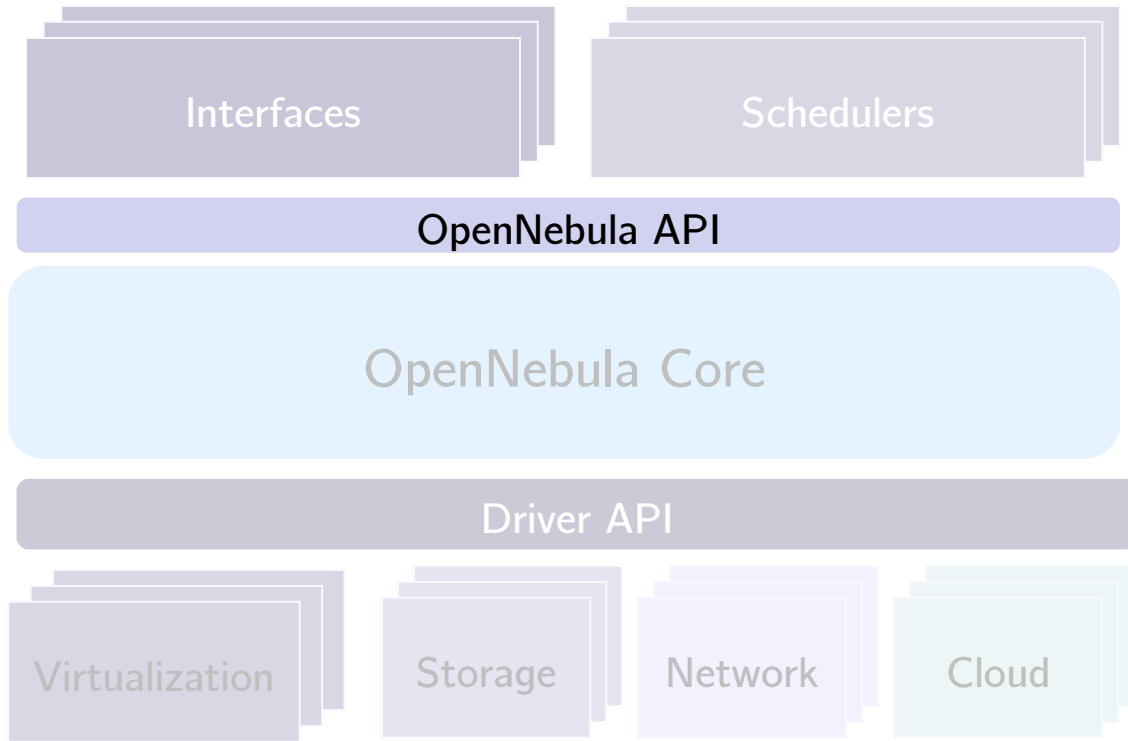 Interfaces
Schedulers
OpenNebula API
OpenNebula Core
Driver API
Virtualization
Storage
Network
Cloud